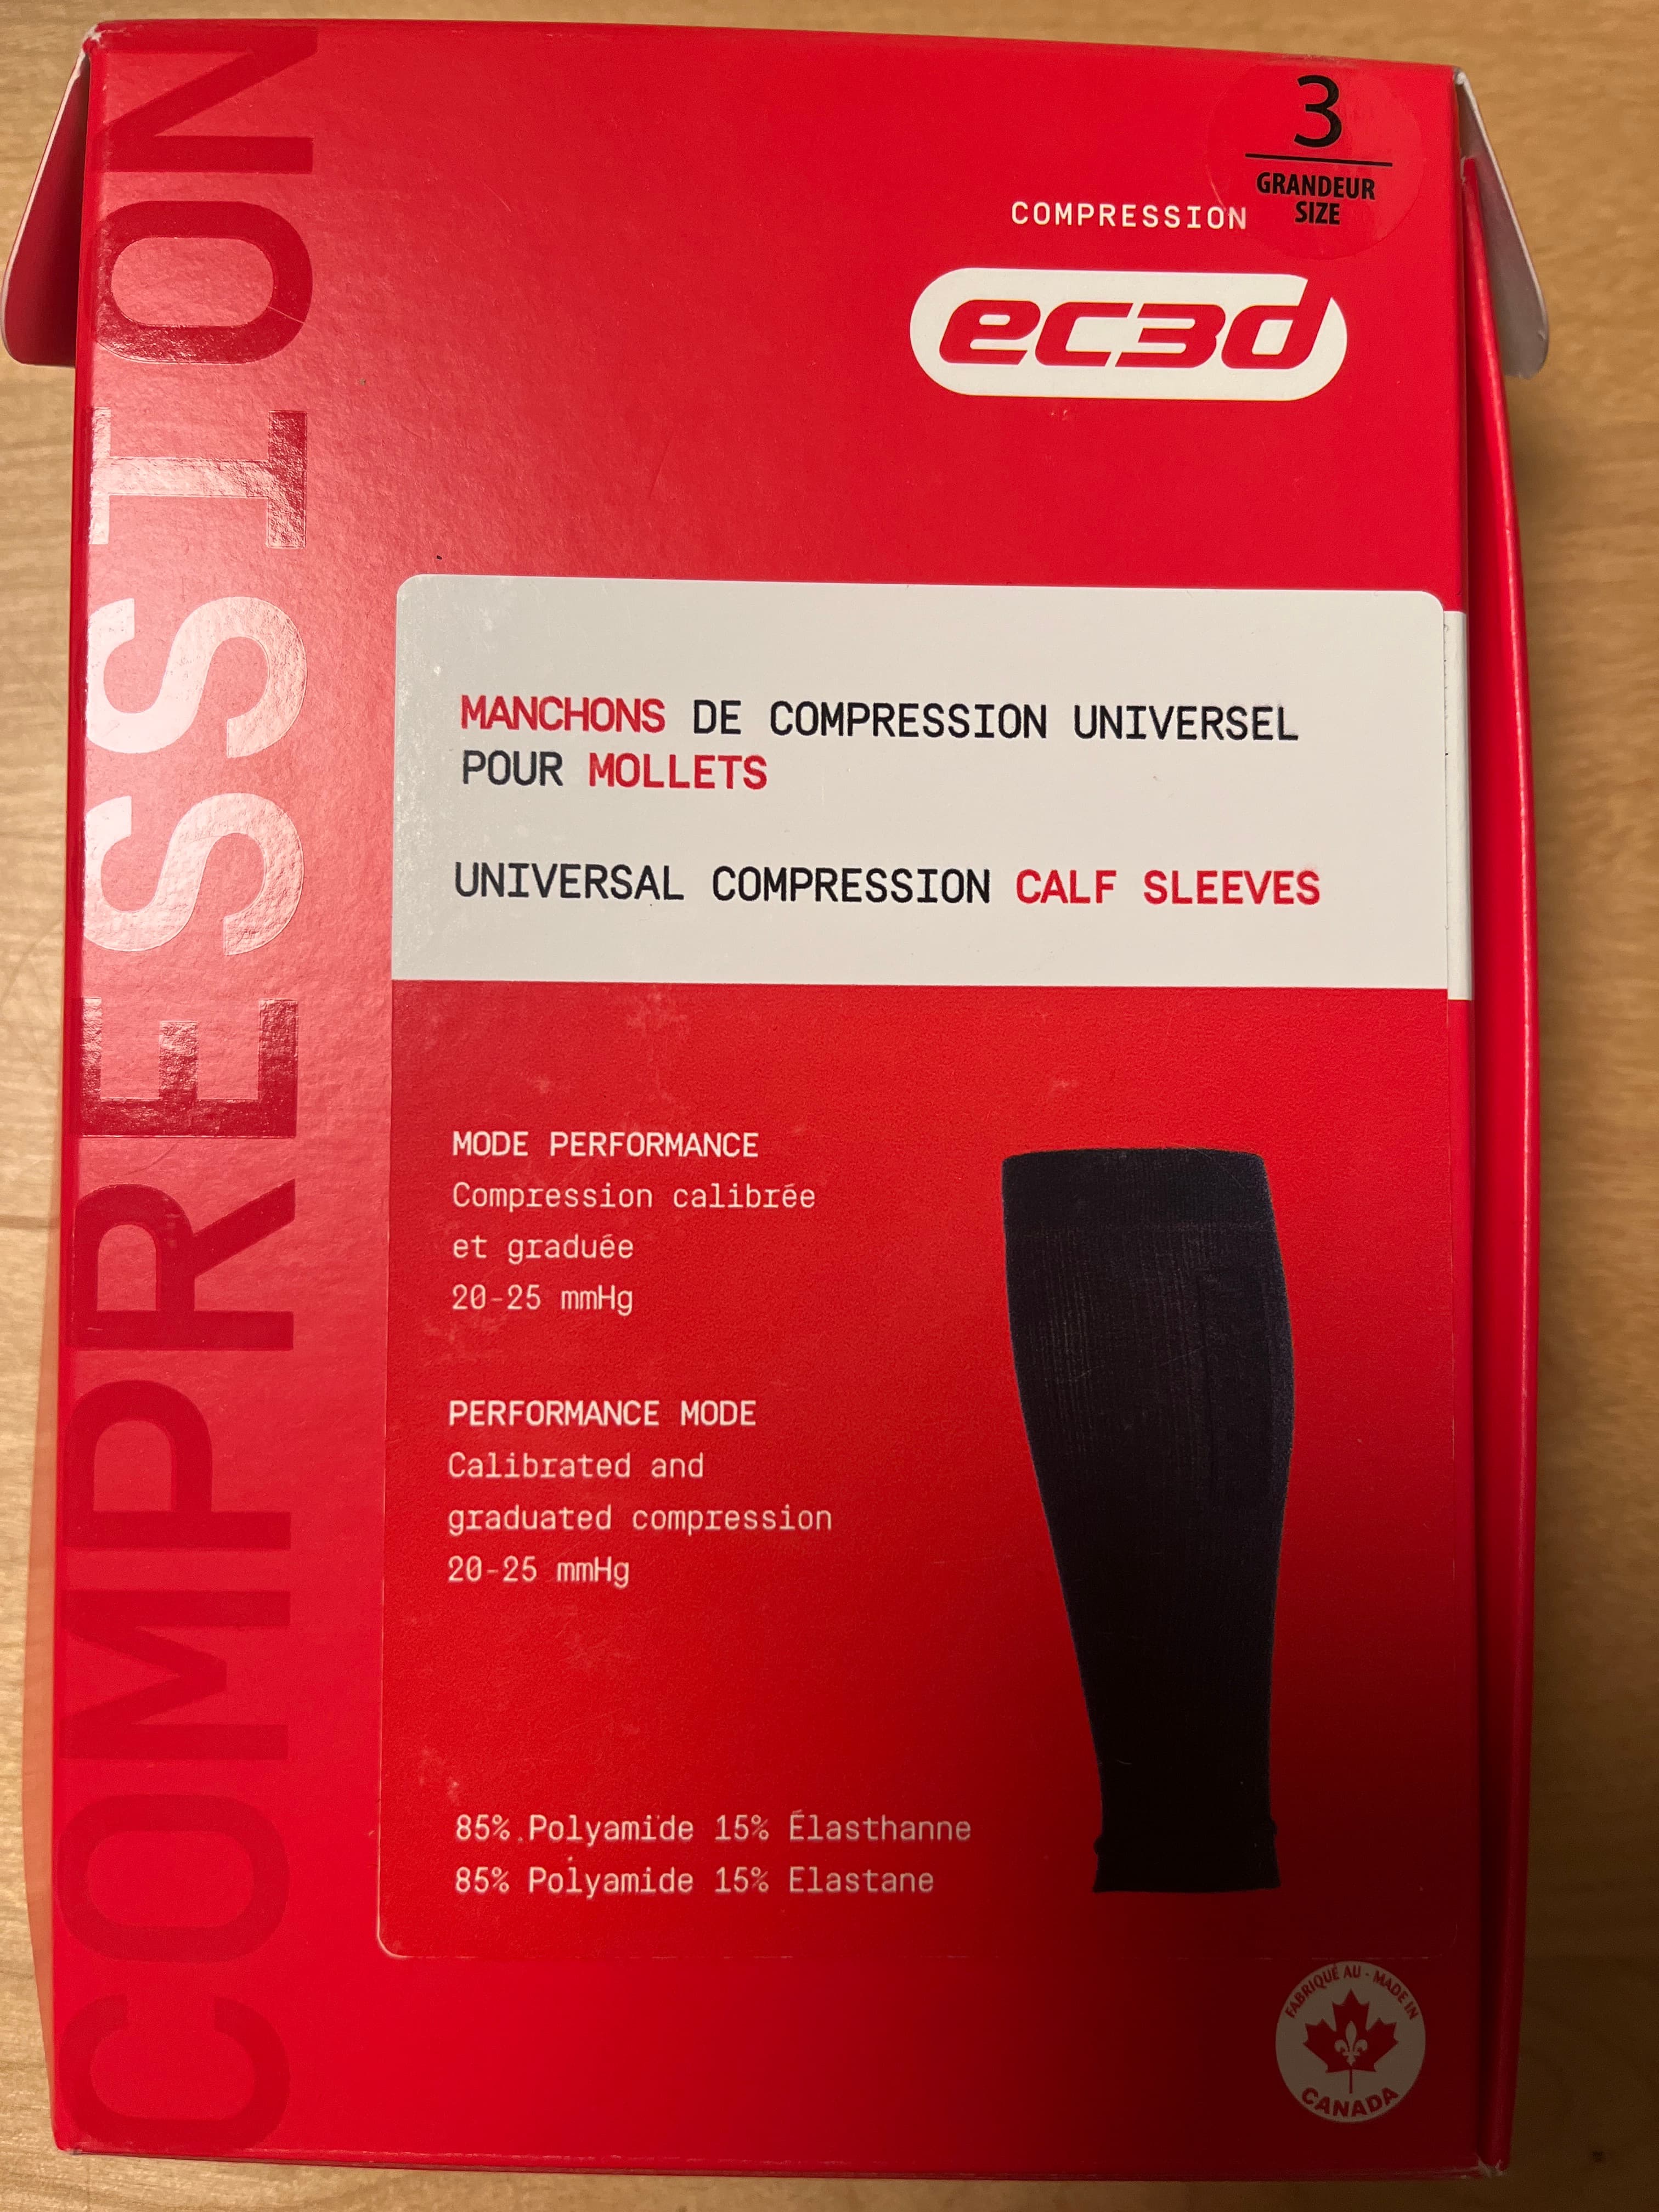 COMPRESSION
3
GRANDEUR
SIZE
COMPRESSION
ec3d
MANCHONS DE COMPRESSION UNIVERSEL
POUR MOLLETS
UNIVERSAL COMPRESSION CALF SLEEVES
MODE PERFORMANCE
Compression calibrée
et graduée
20-25 mmHg
PERFORMANCE MODE
Calibrated and
graduated compression
20-25 mmHg
85% Polyamide 15% Élasthanne
85% Polyamide 15% Elastane
FABRIQUÉ AU - MADE IN
CANADA